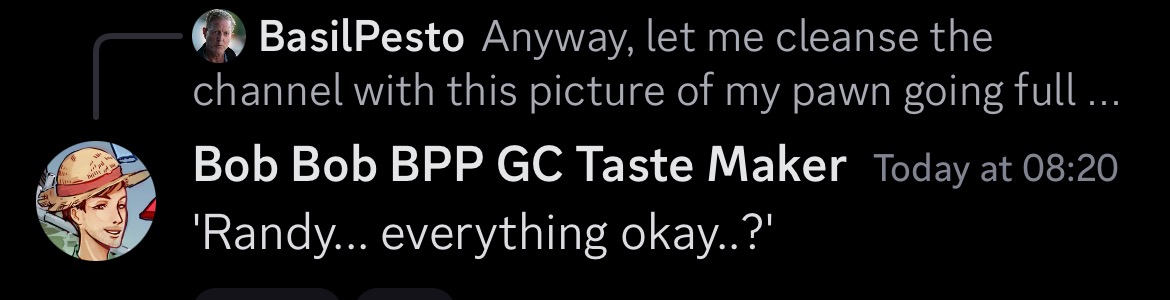 BasilPesto Anyway, let me cleanse the
channel with this picture of my pawn going full ...
Bob Bob BPP GC Taste Maker Today at 08:20
'Randy... everything okay..?'